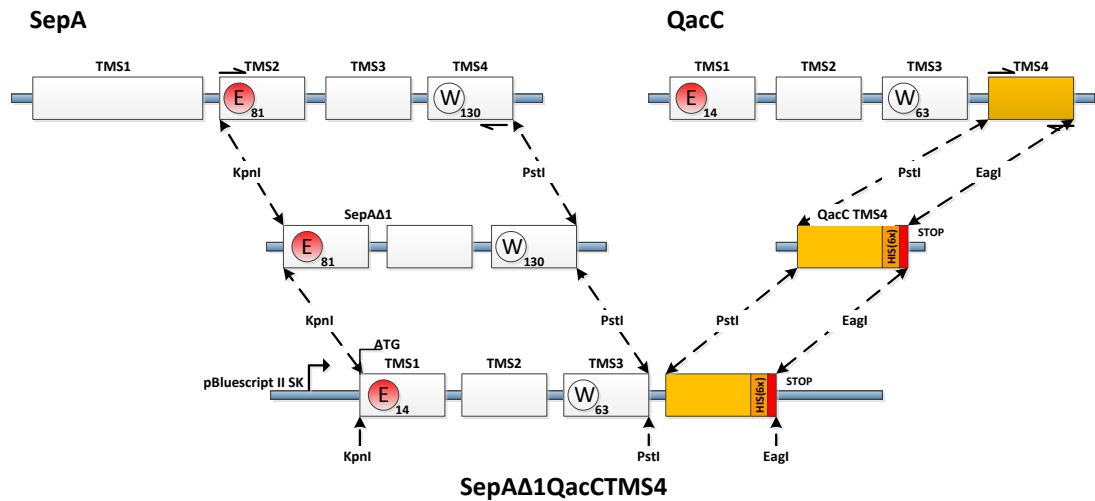 SepA QacC
TMS1 TMS2 TMS3 TMS4 TMS1 TMS2 TMS3 TMS4
E 81 W 130 E 14 W 63
KpnI PstI PstI EagI
SepAΔ1 QacC TMS4
E 81 W 130 HIS(6x) STOP
KpnI PstI PstI EagI
ATG
TMS1 TMS2 TMS3
pBluescript II SK STOP
E 14 W 63 HIS(6x)
KpnI PstI EagI
SepAΔ1QacCTMS4